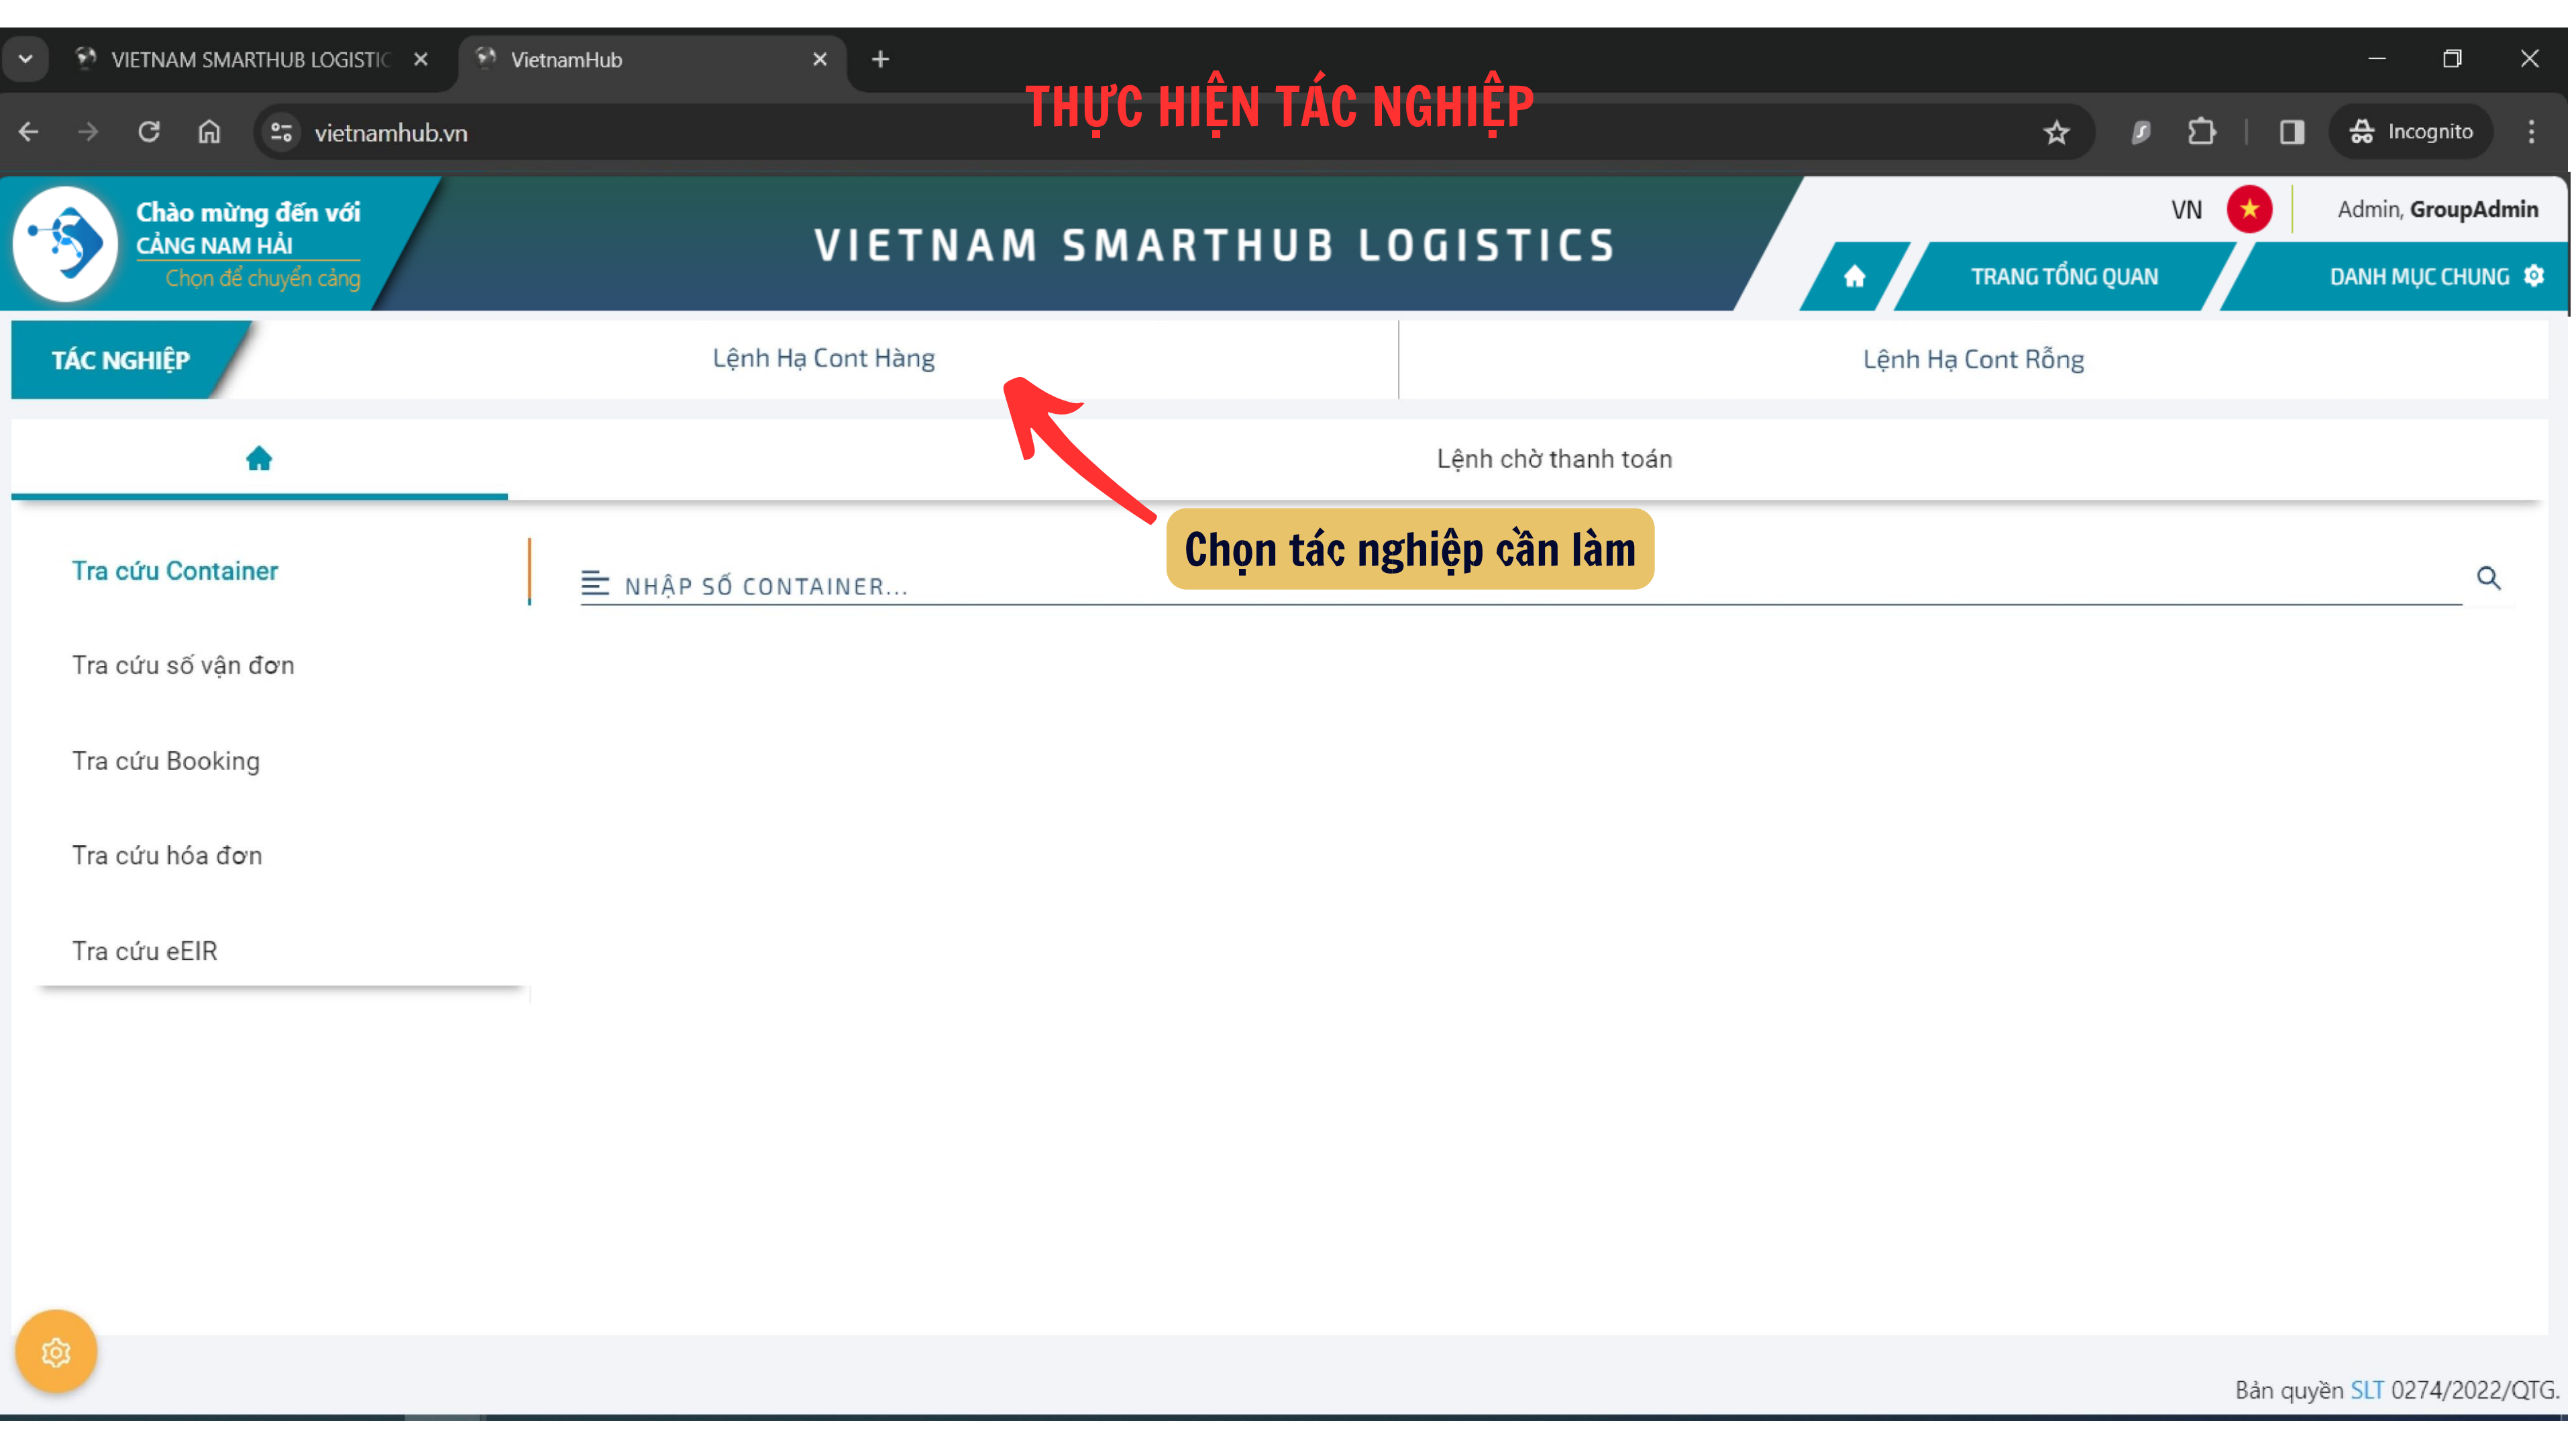 VIETNAM SMARTHUB LOGISTIC
VietnamHub
THỰC HIỆN TÁC NGHIỆP
vietnamhub.vn
Incognito
Chào mừng đến với
CẢNG NAM HẢI
Chọn để chuyển cảng
VIETNAM SMARTHUB LOGISTICS
VN
Admin, GroupAdmin
TRANG TỔNG QUAN
DANH MỤC CHUNG
TÁC NGHIỆP
Lệnh Hạ Cont Hàng
Lệnh Hạ Cont Rỗng
Lệnh chờ thanh toán
Chọn tác nghiệp cần làm
Tra cứu Container
NHẬP SỐ CONTAINER...
Tra cứu số vận đơn
Tra cứu Booking
Tra cứu hóa đơn
Tra cứu eEIR
Bản quyền SLT 0274/2022/QTG.